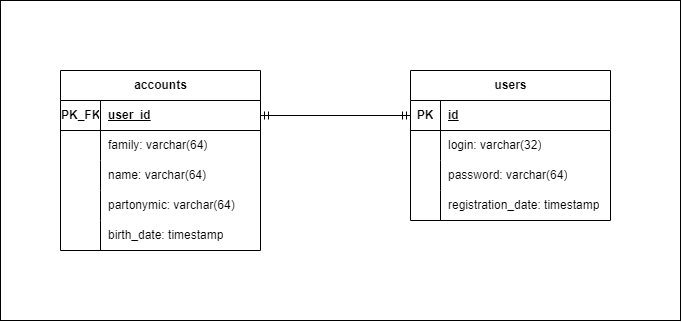 accounts
PK_FK user_id
family: varchar(64)
name: varchar(64)
partonymic: varchar(64)
birth_date: timestamp
users
PK id
login: varchar(32)
password: varchar(64)
registration_date: timestamp